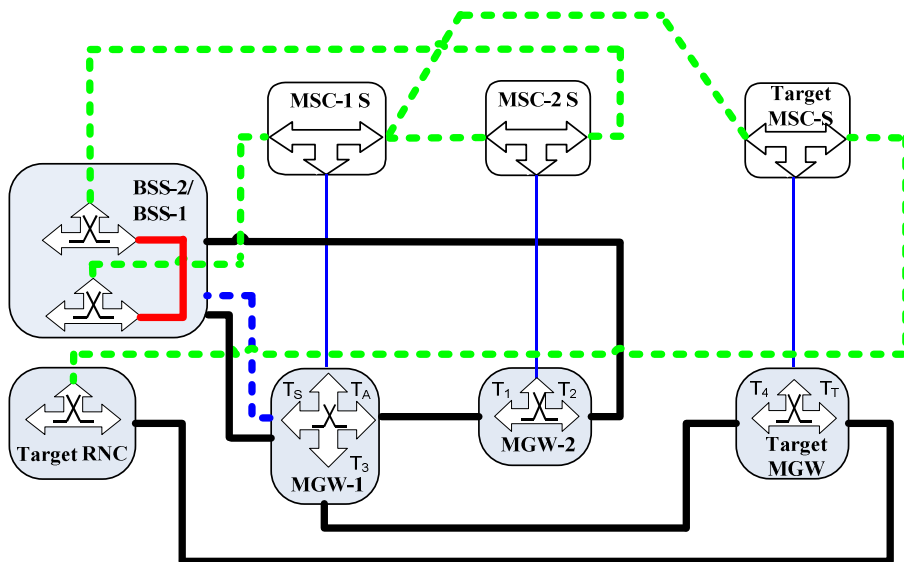 MSC-1 S
MSC-2 S
Target
MSC-S
BSS-2/
BSS-1
TS
TA
T3
MGW-1
T1
T2
MGW-2
T4
TT
Target
MGW
Target RNC